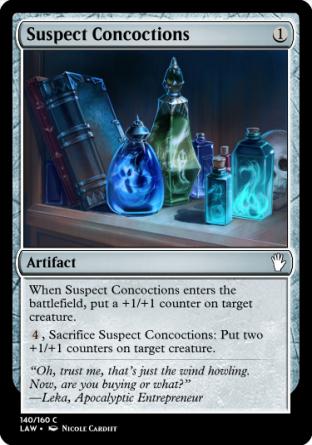 Suspect Concoctions 1
Artifact
When Suspect Concoctions enters the
battlefield, put a +1/+1 counter on target
creature.
4, Sacrifice Suspect Concoctions: Put two
+1/+1 counters on target creature.
“Oh, trust me, that’s just the wind howling.
Now, are you buying or what?”
—Leka, Apocalyptic Entrepreneur
140/160 C
LAW • Nicole Cardiff